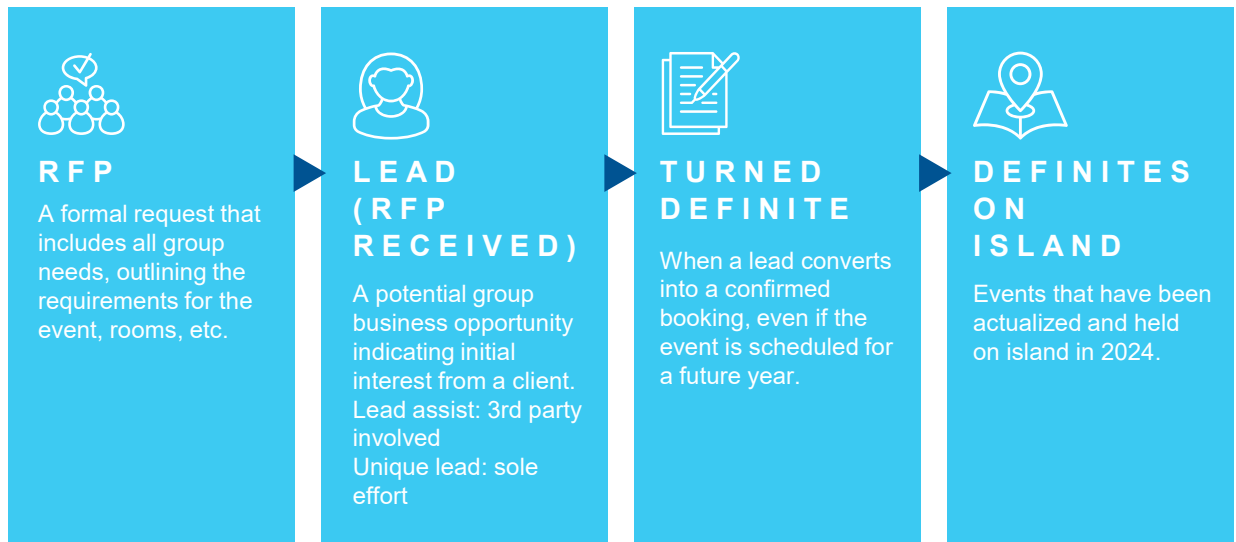 RFP
A formal request that
includes all group
needs, outlining the
requirements for the
event, rooms, etc.
LEAD
(RFP
RECEIVED)
A potential group
business opportunity
indicating initial
interest from a client.
Lead assist: 3rd party
involved
Unique lead: sole
effort
TURNED
DEFINITE
When a lead converts
into a confirmed
booking, even if the
event is scheduled for
a future year.
DEFINITES
ON
ISLAND
Events that have been
actualized and held
on island in 2024.